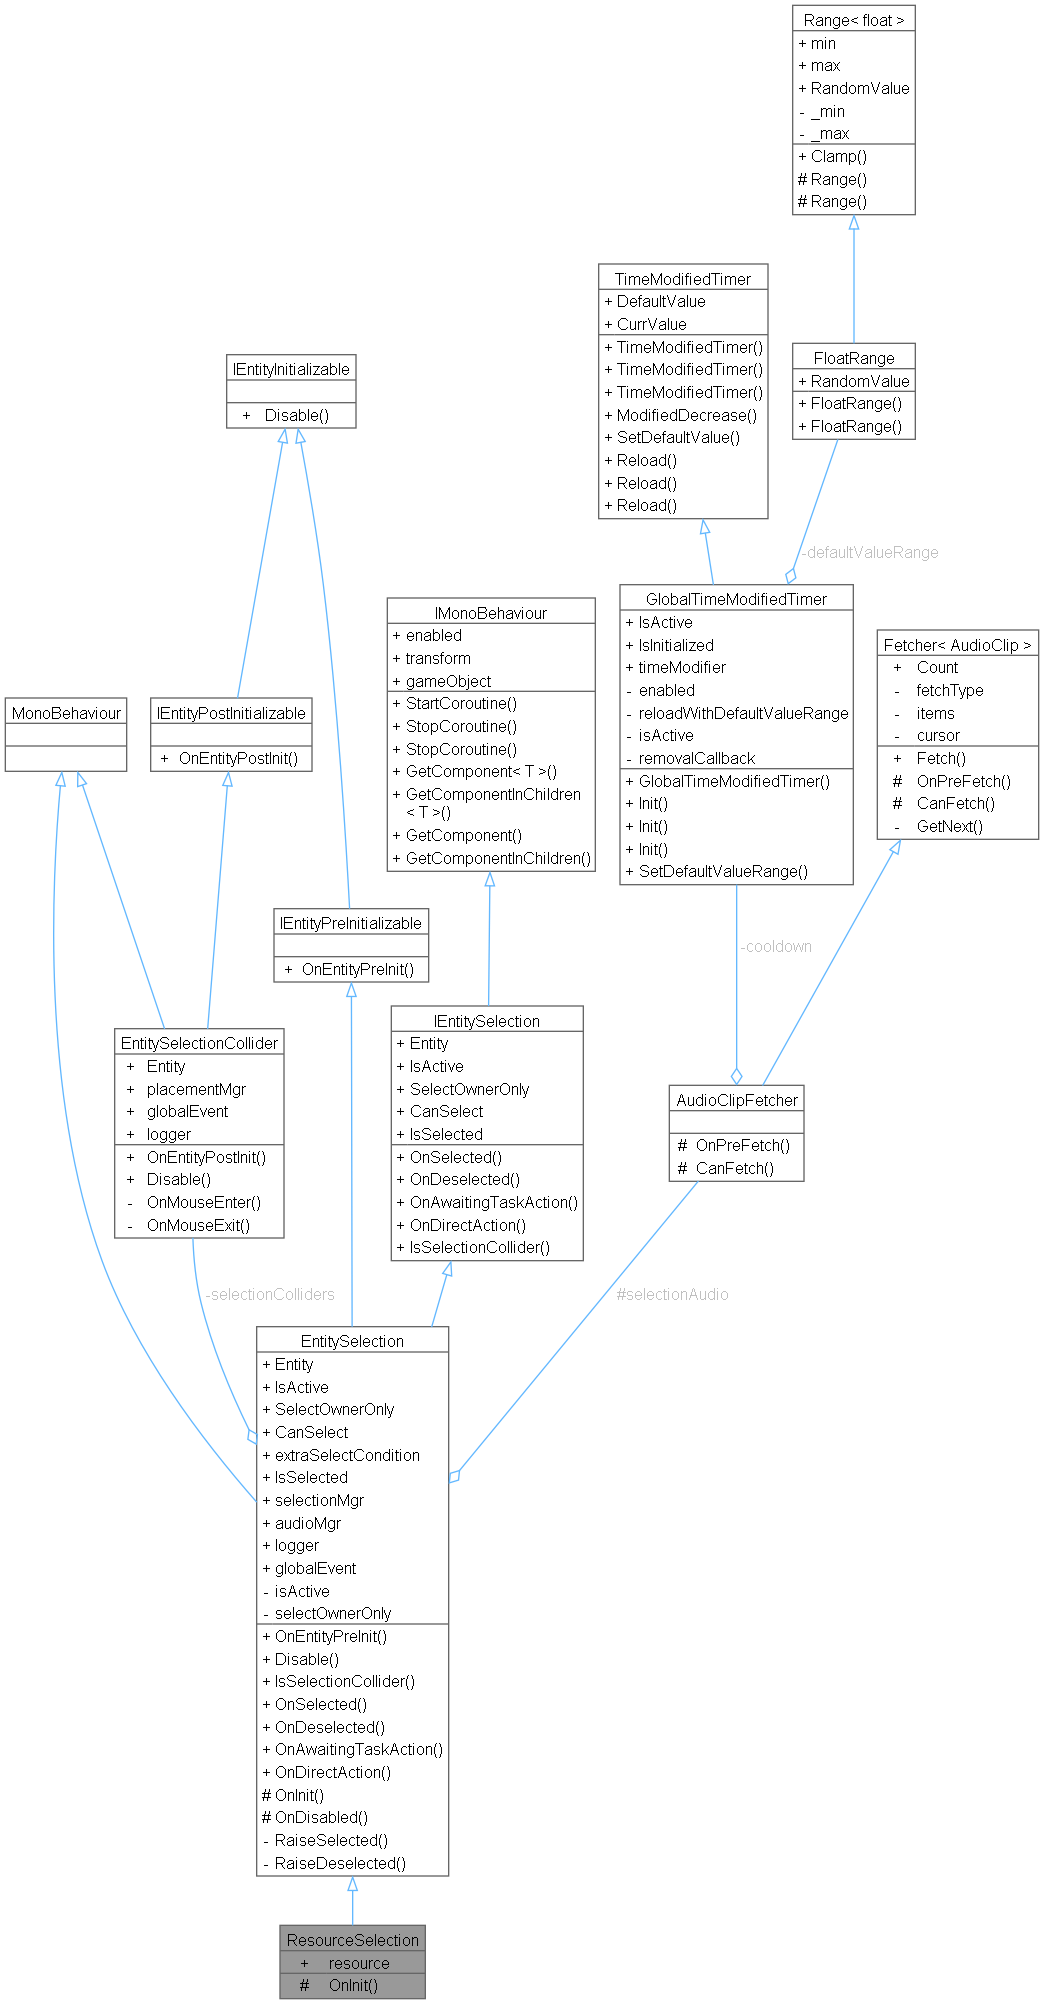 Range< float >
+ min
+ max
+ RandomValue
- _min
- _max
+ Clamp()
# Range()
# Range()
TimeModifiedTimer
+ DefaultValue
+ CurrValue
+ TimeModifiedTimer()
+ TimeModifiedTimer()
+ TimeModifiedTimer()
+ ModifiedDecrease()
+ SetDefaultValue()
+ Reload()
+ Reload()
+ Reload()
FloatRange
+ RandomValue
+ FloatRange()
+ FloatRange()
IEntityInitializable
+ Disable()
-defaultValueRange
GlobalTimeModifiedTimer
+ IsActive
+ IsInitialized
+ timeModifier
- enabled
- reloadWithDefaultValueRange
- isActive
- removalCallback
+ GlobalTimeModifiedTimer()
+ Init()
+ Init()
+ Init()
+ SetDefaultValueRange()
IMonoBehaviour
+ enabled
+ transform
+ gameObject
+ StartCoroutine()
+ StopCoroutine()
+ StopCoroutine()
+ GetComponent< T >()
+ GetComponentInChildren
< T >()
+ GetComponent()
+ GetComponentInChildren()
Fetcher< AudioClip >
+ Count
- fetchType
- items
- cursor
+ Fetch()
# OnPreFetch()
# CanFetch()
- GetNext()
MonoBehaviour
IEntityPostInitializable
+ OnEntityPostInit()
IEntityPreInitializable
+ OnEntityPreInit()
-cooldown
IEntitySelection
+ Entity
+ IsActive
+ SelectOwnerOnly
+ CanSelect
+ IsSelected
+ OnSelected()
+ OnDeselected()
+ OnAwaitingTaskAction()
+ OnDirectAction()
+ IsSelectionCollider()
EntitySelectionCollider
+ Entity
+ placementMgr
+ globalEvent
+ logger
+ OnEntityPostInit()
+ Disable()
- OnMouseEnter()
- OnMouseExit()
AudioClipFetcher
# OnPreFetch()
# CanFetch()
-selectionColliders
#selectionAudio
EntitySelection
+ Entity
+ IsActive
+ SelectOwnerOnly
+ CanSelect
+ extraSelectCondition
+ IsSelected
+ selectionMgr
+ audioMgr
+ logger
+ globalEvent
- isActive
- selectOwnerOnly
+ OnEntityPreInit()
+ Disable()
+ IsSelectionCollider()
+ OnSelected()
+ OnDeselected()
+ OnAwaitingTaskAction()
+ OnDirectAction()
# OnInit()
# OnDisabled()
- RaiseSelected()
- RaiseDeselected()
ResourceSelection
+ resource
# OnInit()